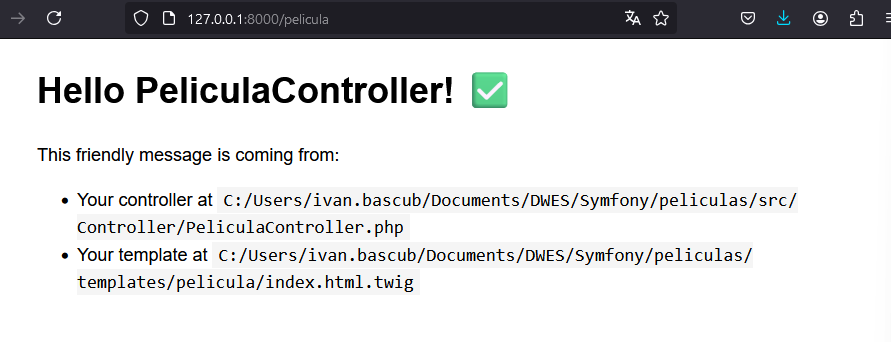 127.0.0.1:8000/pelicula
Hello PeliculaController! ✅
This friendly message is coming from:
• Your controller at C:/Users/ivan.bascub/Documents/DWES/Symfony/peliculas/src/
Controller/PeliculaController.php
• Your template at C:/Users/ivan.bascub/Documents/DWES/Symfony/peliculas/
templates/pelicula/index.html.twig